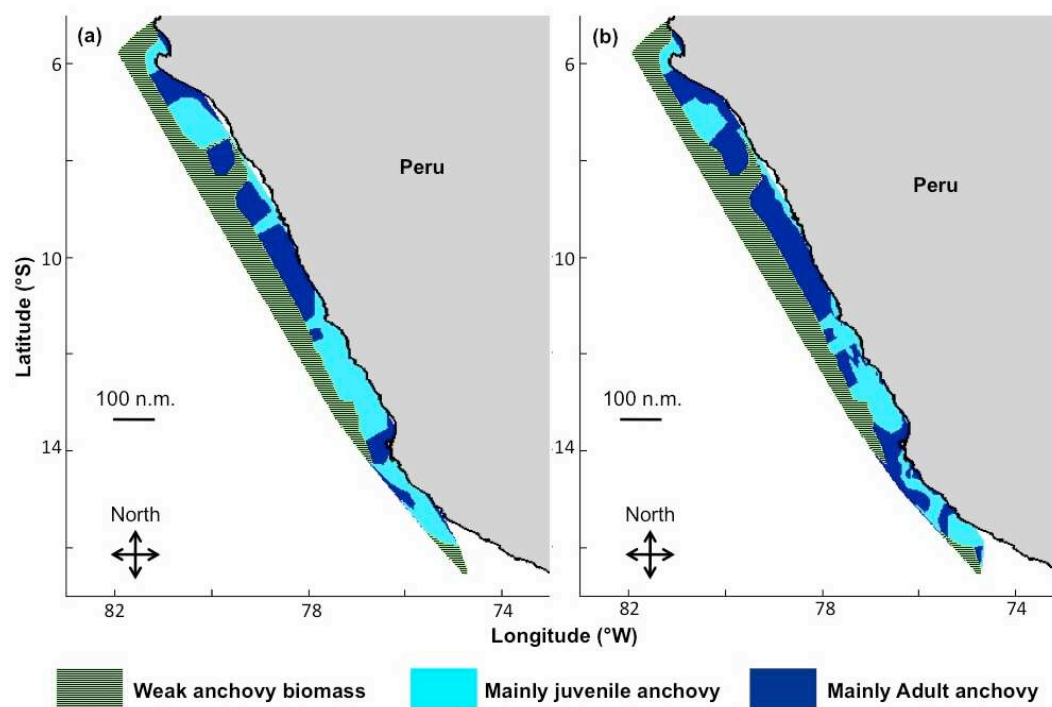 (a)
6
Peru
10
Latitude (°S)
100 n.m.
14
North
82
78
74
(b)
6
Peru
10
100 n.m.
14
North
82
78
74
Longitude (°W)
Weak anchovy biomass
Mainly juvenile anchovy
Mainly Adult anchovy